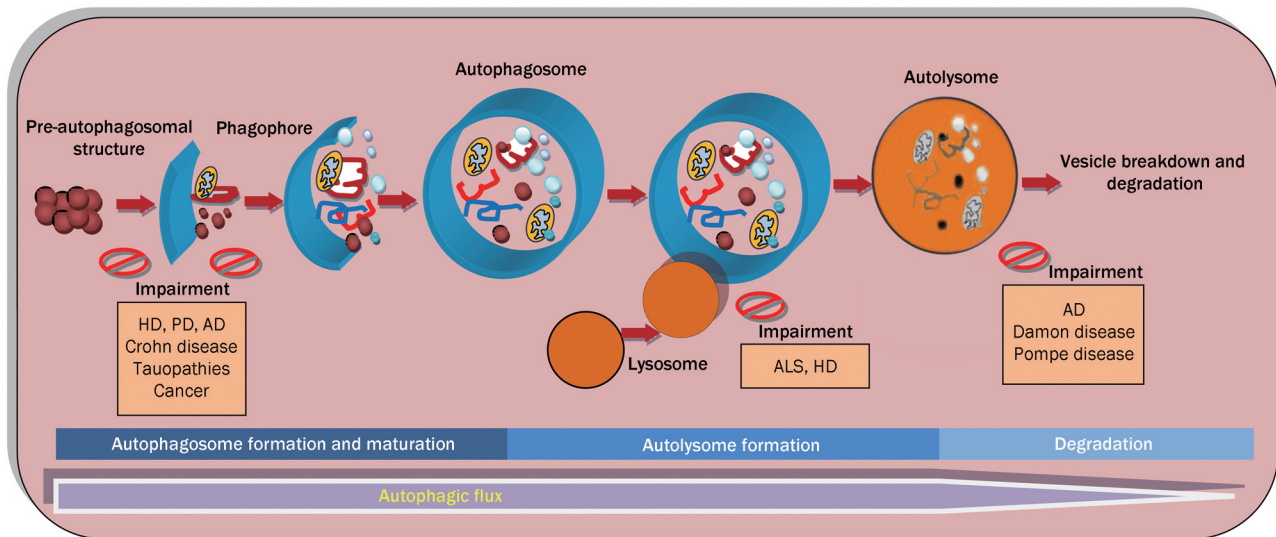 Pre-autophagosomal
structure
Phagophore
Autophagosome
Autolysome
Vesicle breakdown and
degradation
Impairment
HD, PD, AD
Crohn disease
Tauopathies
Cancer
Lysosome
Impairment
ALS, HD
Impairment
AD
Damon disease
Pompe disease
Autophagosome formation and maturation
Autolysome formation
Degradation
Autophagic flux